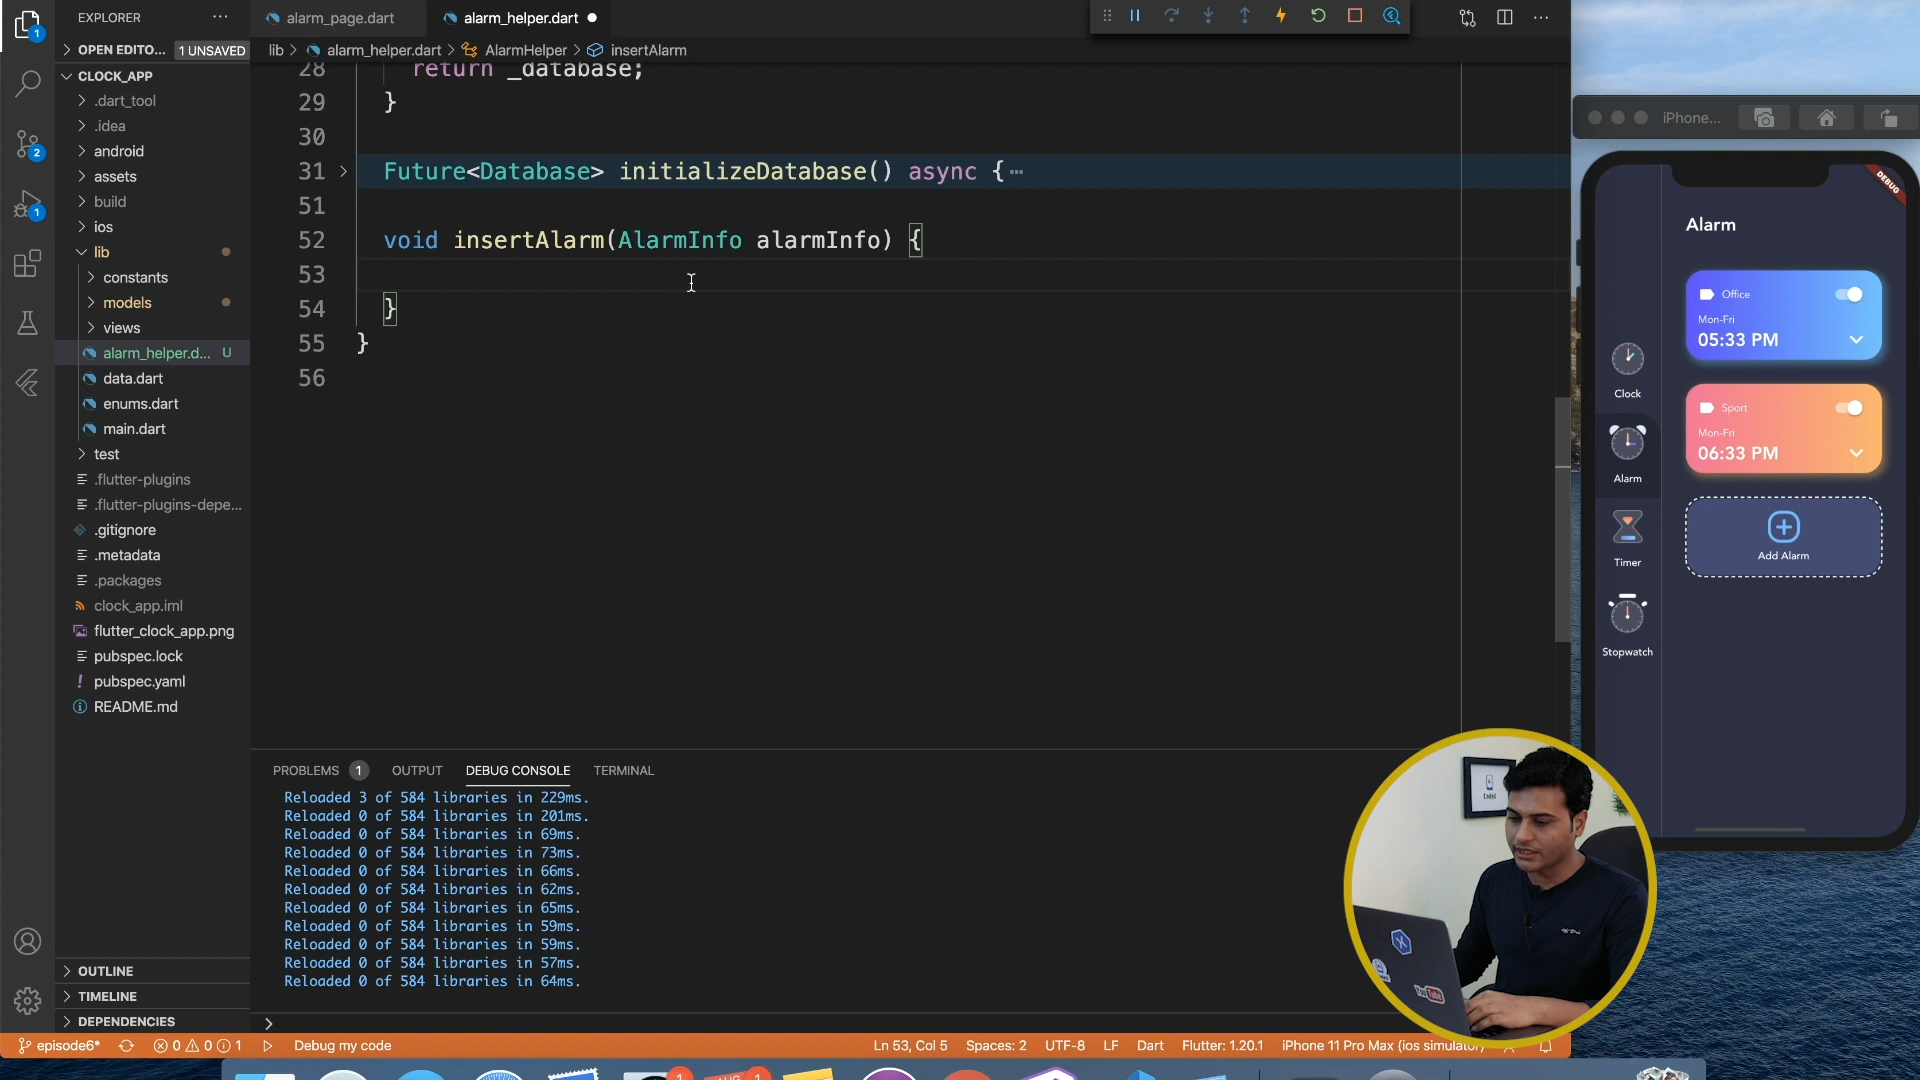 EXPLORER
alarm_page.dart
alarm_helper.dart
OPEN EDITO...
1 UNSAVED
lib > alarm_helper.dart > AlarmHelper > insertAlarm
CLOCK_APP
.dart_tool
.idea
android
assets
build
ios
lib
constants
models
views
alarm_helper.d... U
data.dart
enums.dart
main.dart
test
.flutter-plugins
.flutter-plugins-depe...
.gitignore
.metadata
.packages
clock_app.iml
flutter_clock_app.png
pubspec.lock
pubspec.yaml
README.md
OUTLINE
TIMELINE
DEPENDENCIES
28 return _database;
29 }
30
31 Future<Database> initializeDatabase() async {⋯
51
52 void insertAlarm(AlarmInfo alarmInfo) {
53
54 }
55 }
56
PROBLEMS 1 OUTPUT DEBUG CONSOLE TERMINAL
Reloaded 3 of 584 libraries in 229ms.
Reloaded 0 of 584 libraries in 201ms.
Reloaded 0 of 584 libraries in 69ms.
Reloaded 0 of 584 libraries in 73ms.
Reloaded 0 of 584 libraries in 66ms.
Reloaded 0 of 584 libraries in 62ms.
Reloaded 0 of 584 libraries in 65ms.
Reloaded 0 of 584 libraries in 59ms.
Reloaded 0 of 584 libraries in 59ms.
Reloaded 0 of 584 libraries in 57ms.
Reloaded 0 of 584 libraries in 64ms.
episode6* 0 0 1 Debug my code
Ln 53, Col 5 Spaces: 2 UTF-8 LF Dart Flutter: 1.20.1 iPhone 11 Pro Max (ios simulator)
iPhone...
DEBUG
Alarm
Office
Mon-Fri
05:33 PM
Sport
Mon-Fri
06:33 PM
Add Alarm
Clock
Alarm
Timer
Stopwatch
1
2
1
YouTube
1
AUG
1